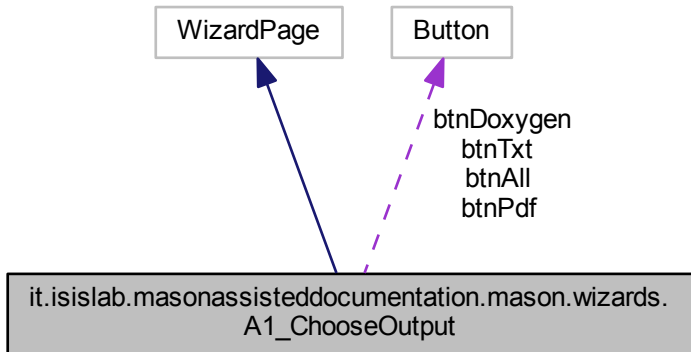 WizardPage
Button
btnDoxygen
btnTxt
btnAll
btnPdf
it.isislab.masonassisteddocumentation.mason.wizards.
A1_ChooseOutput